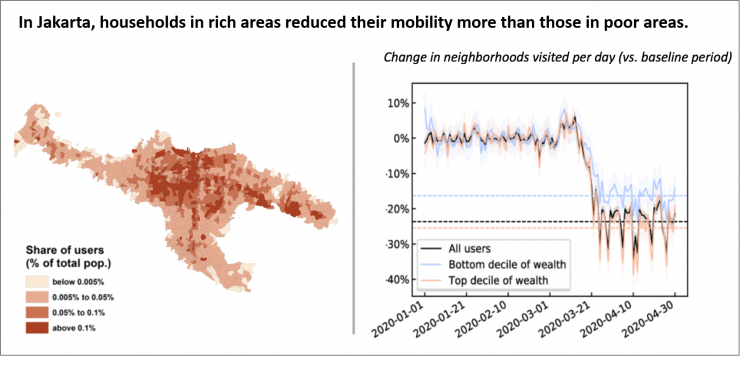 In Jakarta, households in rich areas reduced their mobility more than those in poor areas.
Share of users
(% of total pop.)
below 0.005%
0.005% to 0.05%
0.05% to 0.1%
above 0.1%
Change in neighborhoods visited per day (vs. baseline period)
10%
0%
-10%
-20%
-30%
-40%
All users
Bottom decile of wealth
Top decile of wealth
2020-01-01
2020-01-21
2020-02-10
2020-03-01
2020-03-21
2020-04-10
2020-04-30